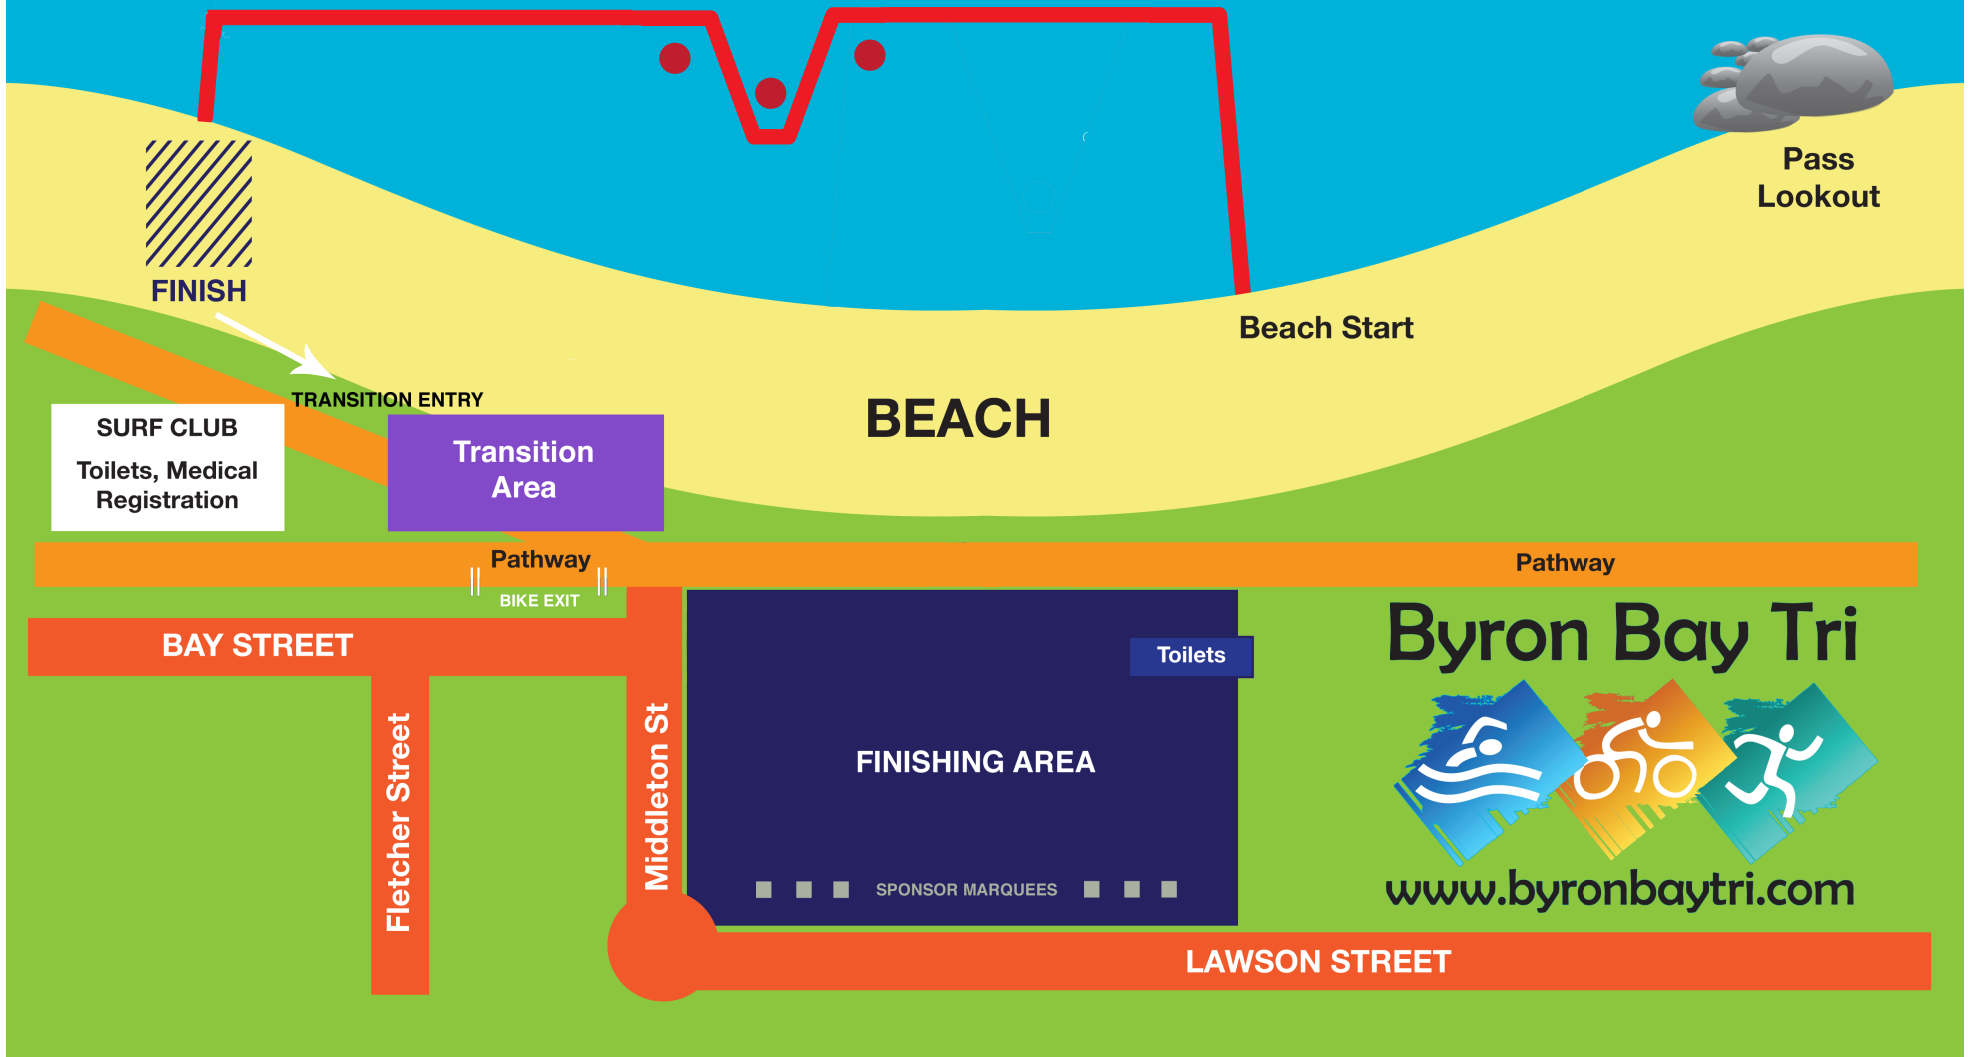 Pass
Lookout
FINISH
Beach Start
TRANSITION ENTRY
BEACH
SURF CLUB
Toilets, Medical
Registration
Transition
Area
Pathway
Pathway
BIKE EXIT
BAY STREET
Toilets
Byron Bay Tri
Fletcher Street
Middleton St
FINISHING AREA
SPONSOR MARQUEES
www.byronbaytri.com
LAWSON STREET